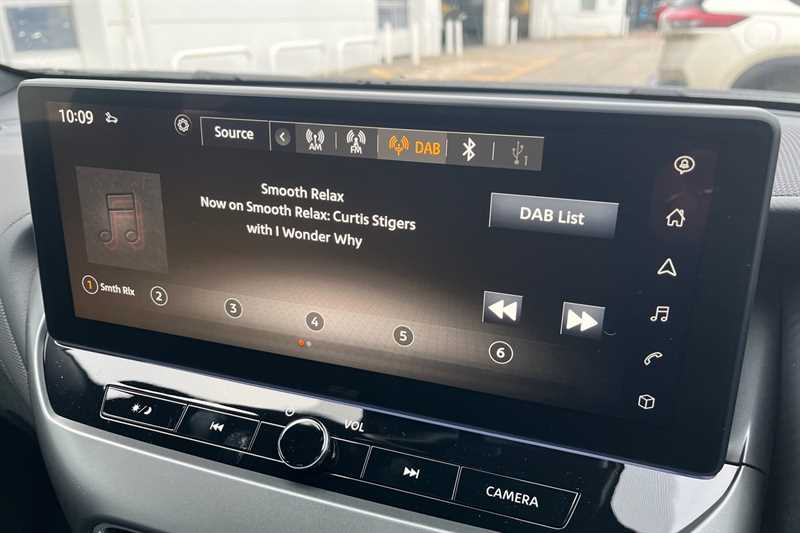 10:09
Source
AM
FM
DAB
1
Smooth Relax
Now on Smooth Relax: Curtis Stigers
with I Wonder Why
DAB List
1 Smth Rlx
2
3
4
5
6
VOL
CAMERA